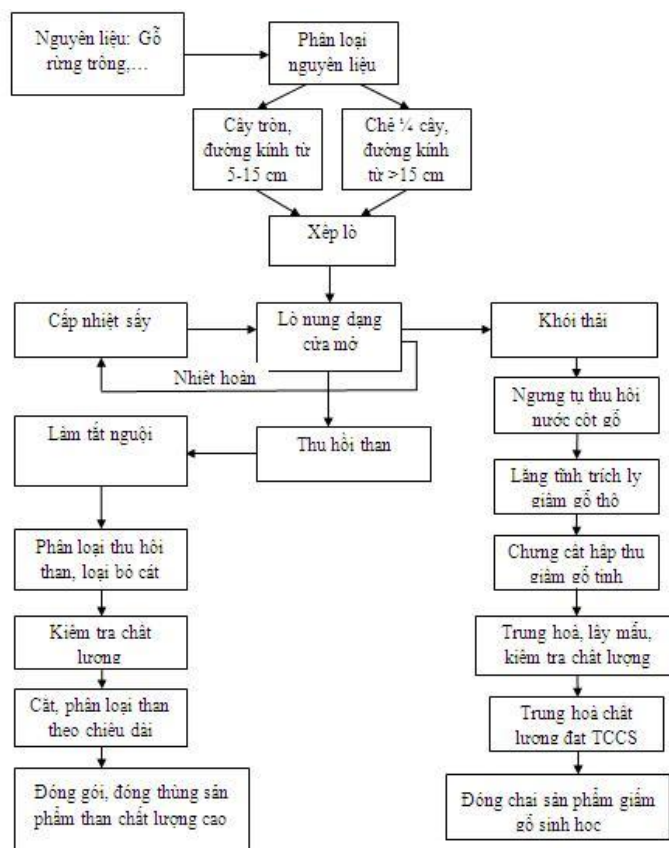 Nguyên liệu: Gỗ
rừng trông,...
Phân loại
nguyên liệu
Cây tròn,
đường kính từ
5-15 cm
Chẻ ¼ cây,
đường kính
từ >15 cm
Xếp lò
Cấp nhiệt sấy
Lò nung dạng
cửa mở
Khói thải
Nhiệt hoàn
Ngưng tụ thu hồi
nước cốt gỗ
Làm tắt nguội
Thu hồi than
Lắng tĩnh trích ly
giấm gỗ thô
Phân loại thu hồi
than, loại bỏ cát
Chưng cất hấp thu
giấm gỗ tinh
Kiểm tra chất
lượng
Trung hoà, lấy mẫu,
kiểm tra chất lượng
Cắt, phân loại than
theo chiều dài
Trung hoà chất
lượng đạt TCCS
Đóng gói, đóng thùng sản
phẩm than chất lượng cao
Đóng chai sản phẩm giấm
gỗ sinh học